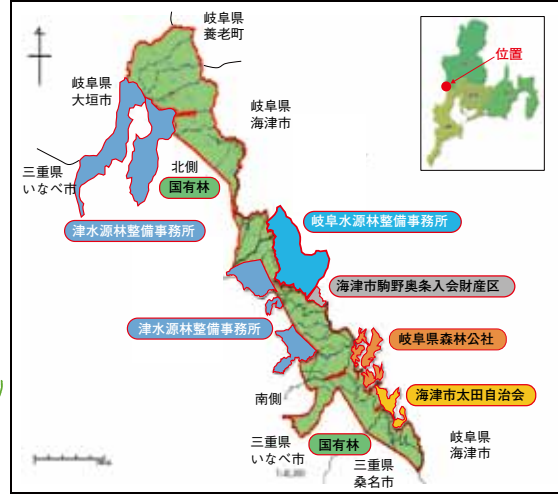 岐阜県
養老町
位置
岐阜県
大垣市
岐阜県
海津市
三重県
いなべ市
北側
国有林
津水源林整備事務所
岐阜水源林整備事務所
海津市駒野奥条入会財産区
津水源林整備事務所
岐阜県森林公社
海津市太田自治会
南側
三重県
いなべ市
国有林
三重県
桑名市
岐阜県
海津市